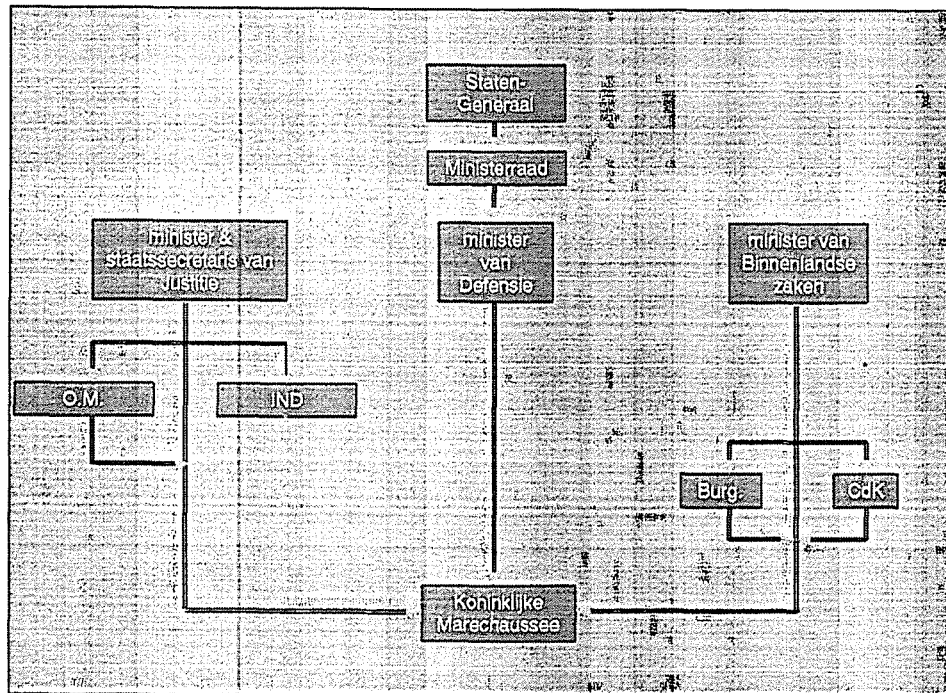 Staten-
Generaal
Ministerraad
minister &
staatssecretaris van
Justitie
minister
van
Defensie
minister van
Binnenlandse
zaken
O.M.
IND
Burg.
CdK
Koninklijke
Marechaussee